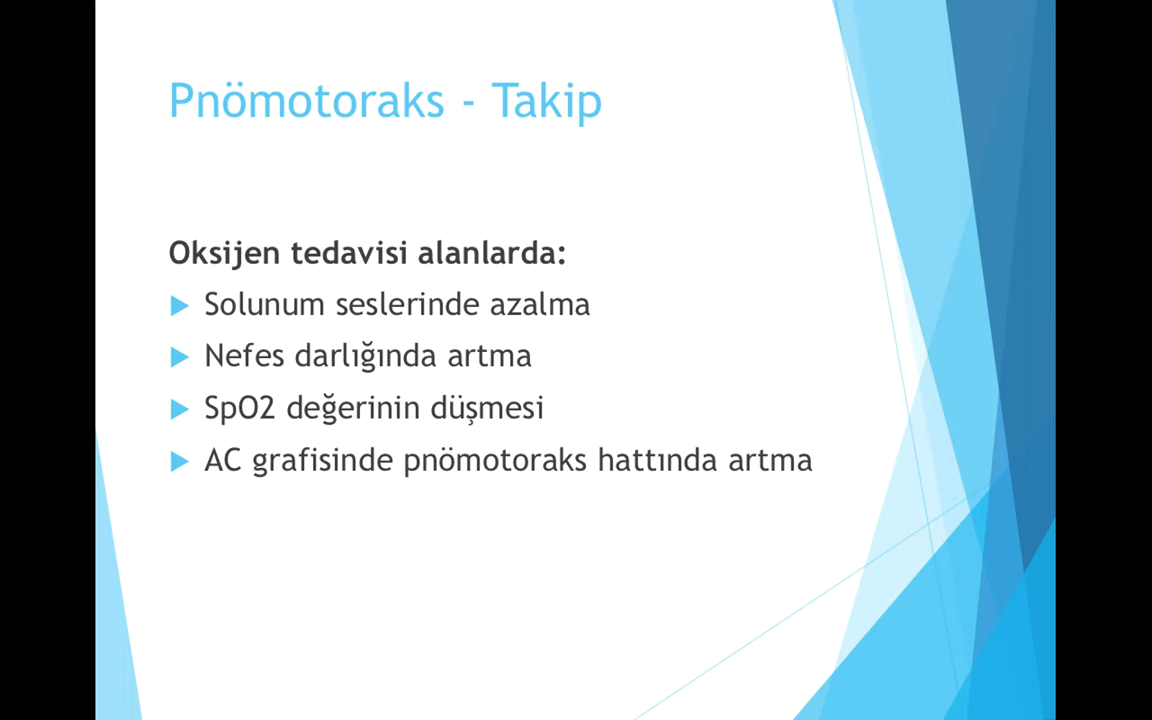 Pnömotoraks - Takip
Oksijen tedavisi alanlarda:
Solunum seslerinde azalma
Nefes darlığında artma
SpO2 değerinin düşmesi
AC grafisinde pnömotoraks hattında artma